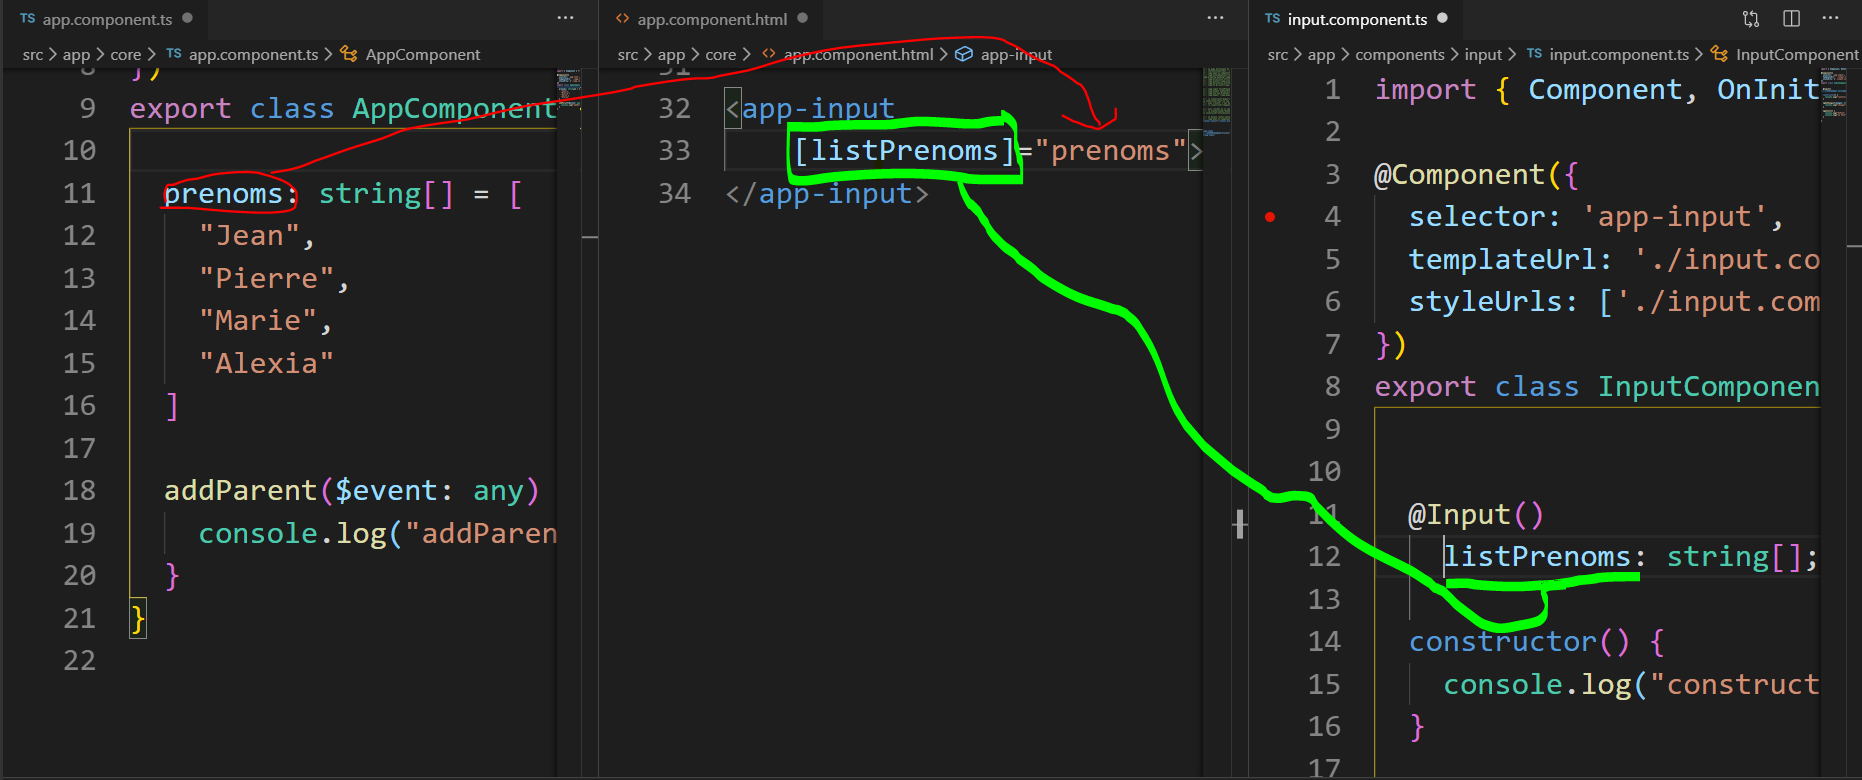 TS app.component.ts
src > app > core > TS app.component.ts > AppComponent
})
9 export class AppComponent {
10
11 prenoms: string[] = [
12 "Jean",
13 "Pierre",
14 "Marie",
15 "Alexia"
16 ]
17
18 addParent($event: any)
19 console.log("addParen
20 }
21 }
22
<> app.component.html
src > app > core > <> app.component.html > app-input
31
32 <app-input
33 [listPrenoms]="prenoms">
34 </app-input>
TS input.component.ts
src > app > components > input > TS input.component.ts > InputComponent
1 import { Component, OnInit
2
3 @Component({
4 selector: 'app-input',
5 templateUrl: './input.co
6 styleUrls: ['./input.com
7 })
8 export class InputComponen
9
10
11 @Input()
12 listPrenoms: string[];
13
14 constructor() {
15 console.log("construct
16 }
17